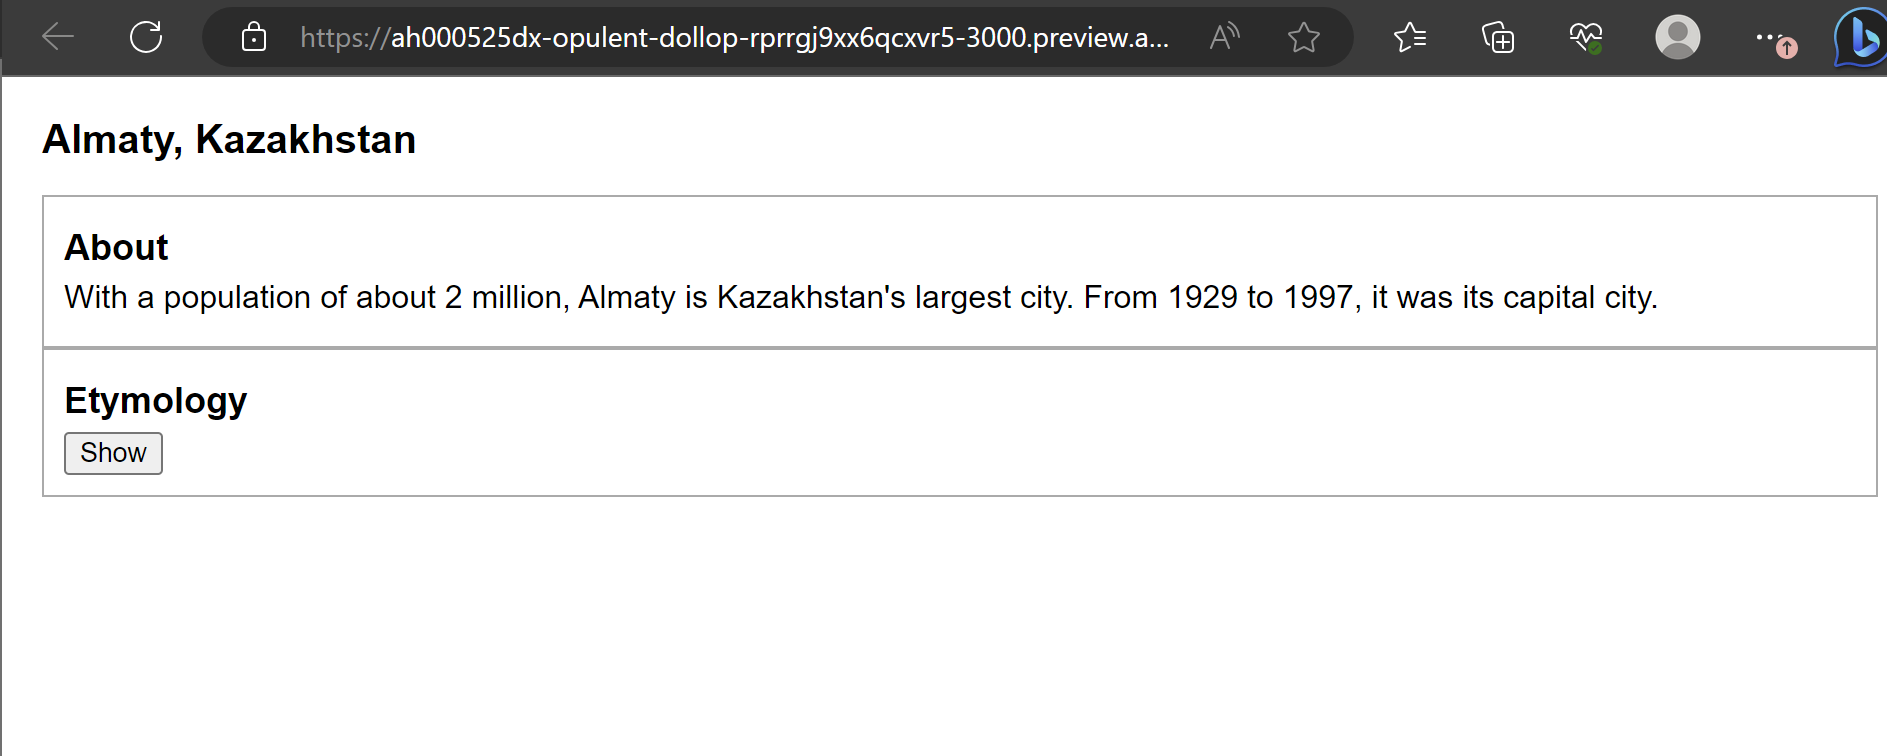 https://ah000525dx-opulent-dollop-rprrgj9xx6qcxvr5-3000.preview.a...
Almaty, Kazakhstan
About
With a population of about 2 million, Almaty is Kazakhstan's largest city. From 1929 to 1997, it was its capital city.
Etymology
Show